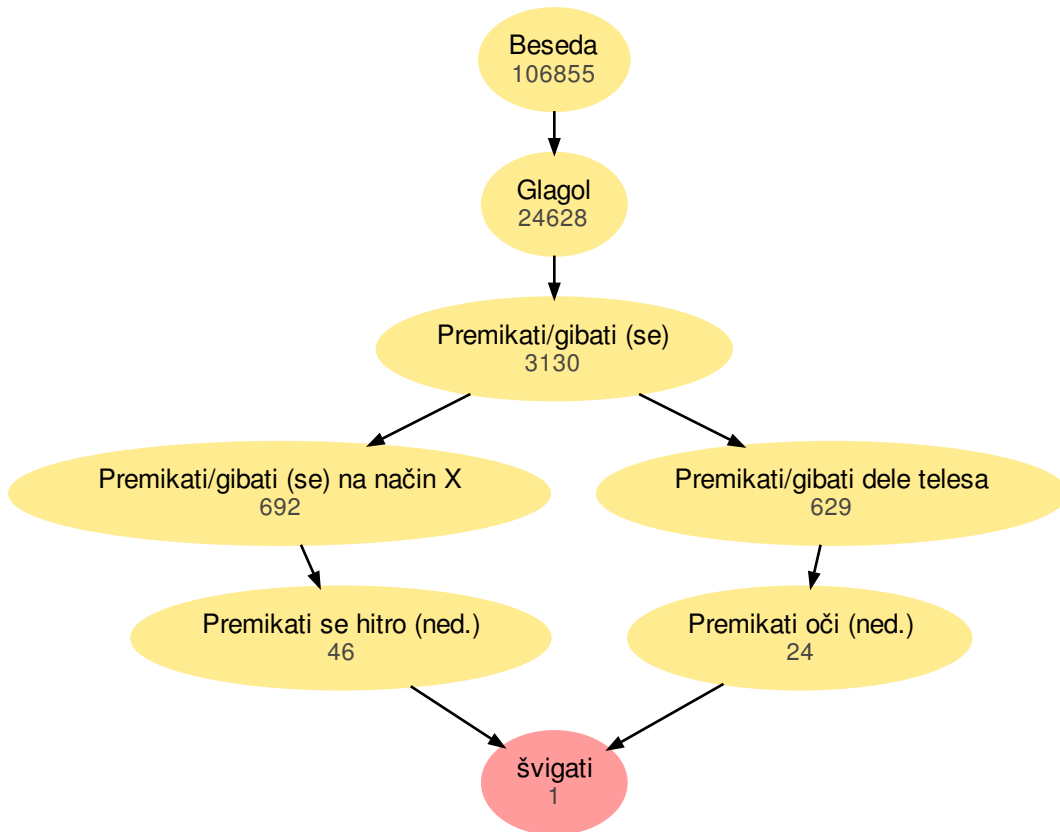 Beseda
106855
Glagol
24628
Premikati/gibati (se)
3130
Premikati/gibati (se) na način X
692
Premikati/gibati dele telesa
629
Premikati se hitro (ned.)
46
Premikati oči (ned.)
24
švigati
1